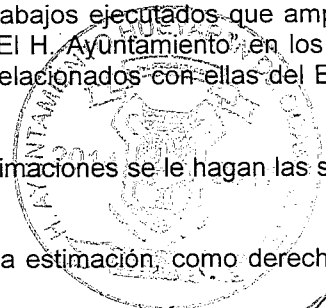 abajos ejecutados que amp
El H. Ayuntamiento", en los
elacionados con ellas del E
imaciones se le hagan las s
a estimación, como derech